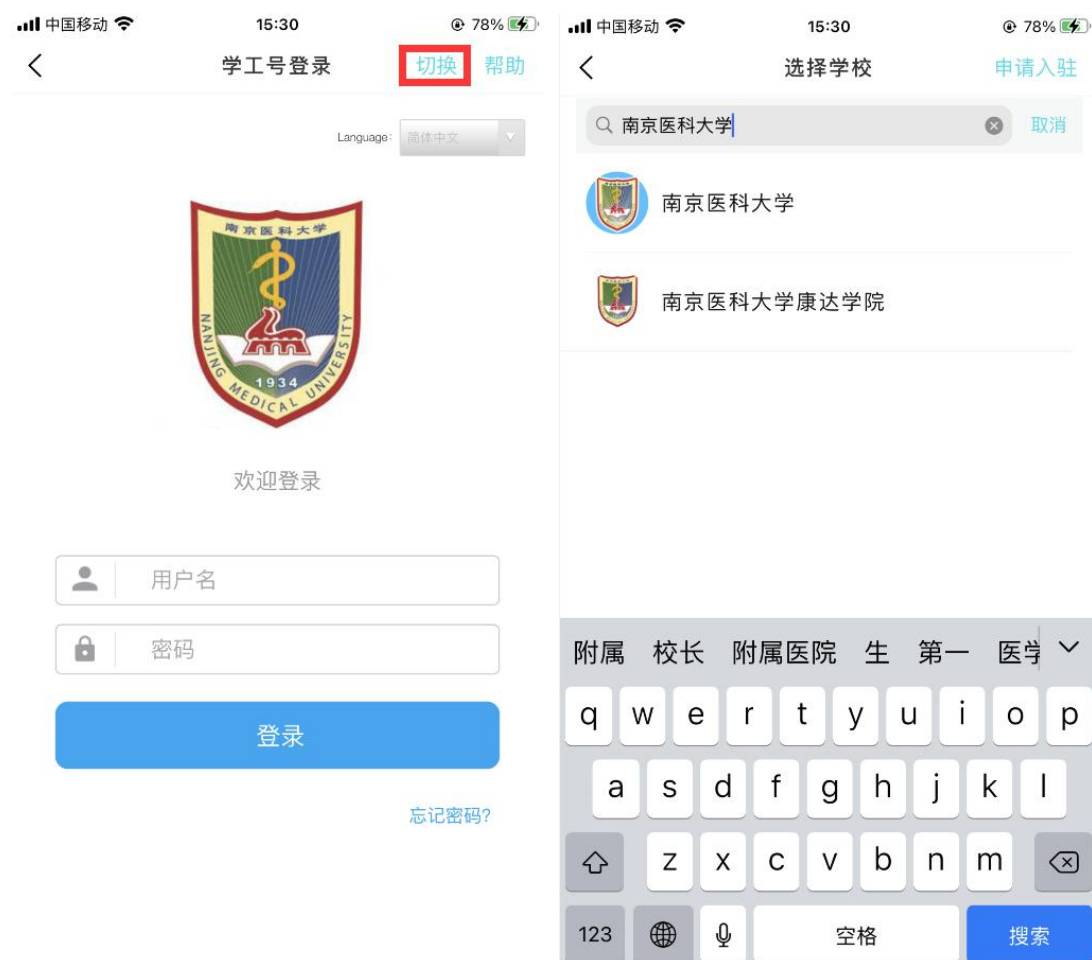 中国移动 15:30 78%
学工号登录 切换 帮助
Language: 简体中文
南京医科大学
NANJING MEDICAL UNIVERSITY
1934
欢迎登录
用户名
密码
登录
忘记密码?
中国移动 15:30 78%
选择学校 申请入驻
南京医科大学 取消
南京医科大学
南京医科大学康达学院
附属 校长 附属医院 生 第一 医学
q w e r t y u i o p
a s d f g h j k l
z x c v b n m
123 空格 搜索